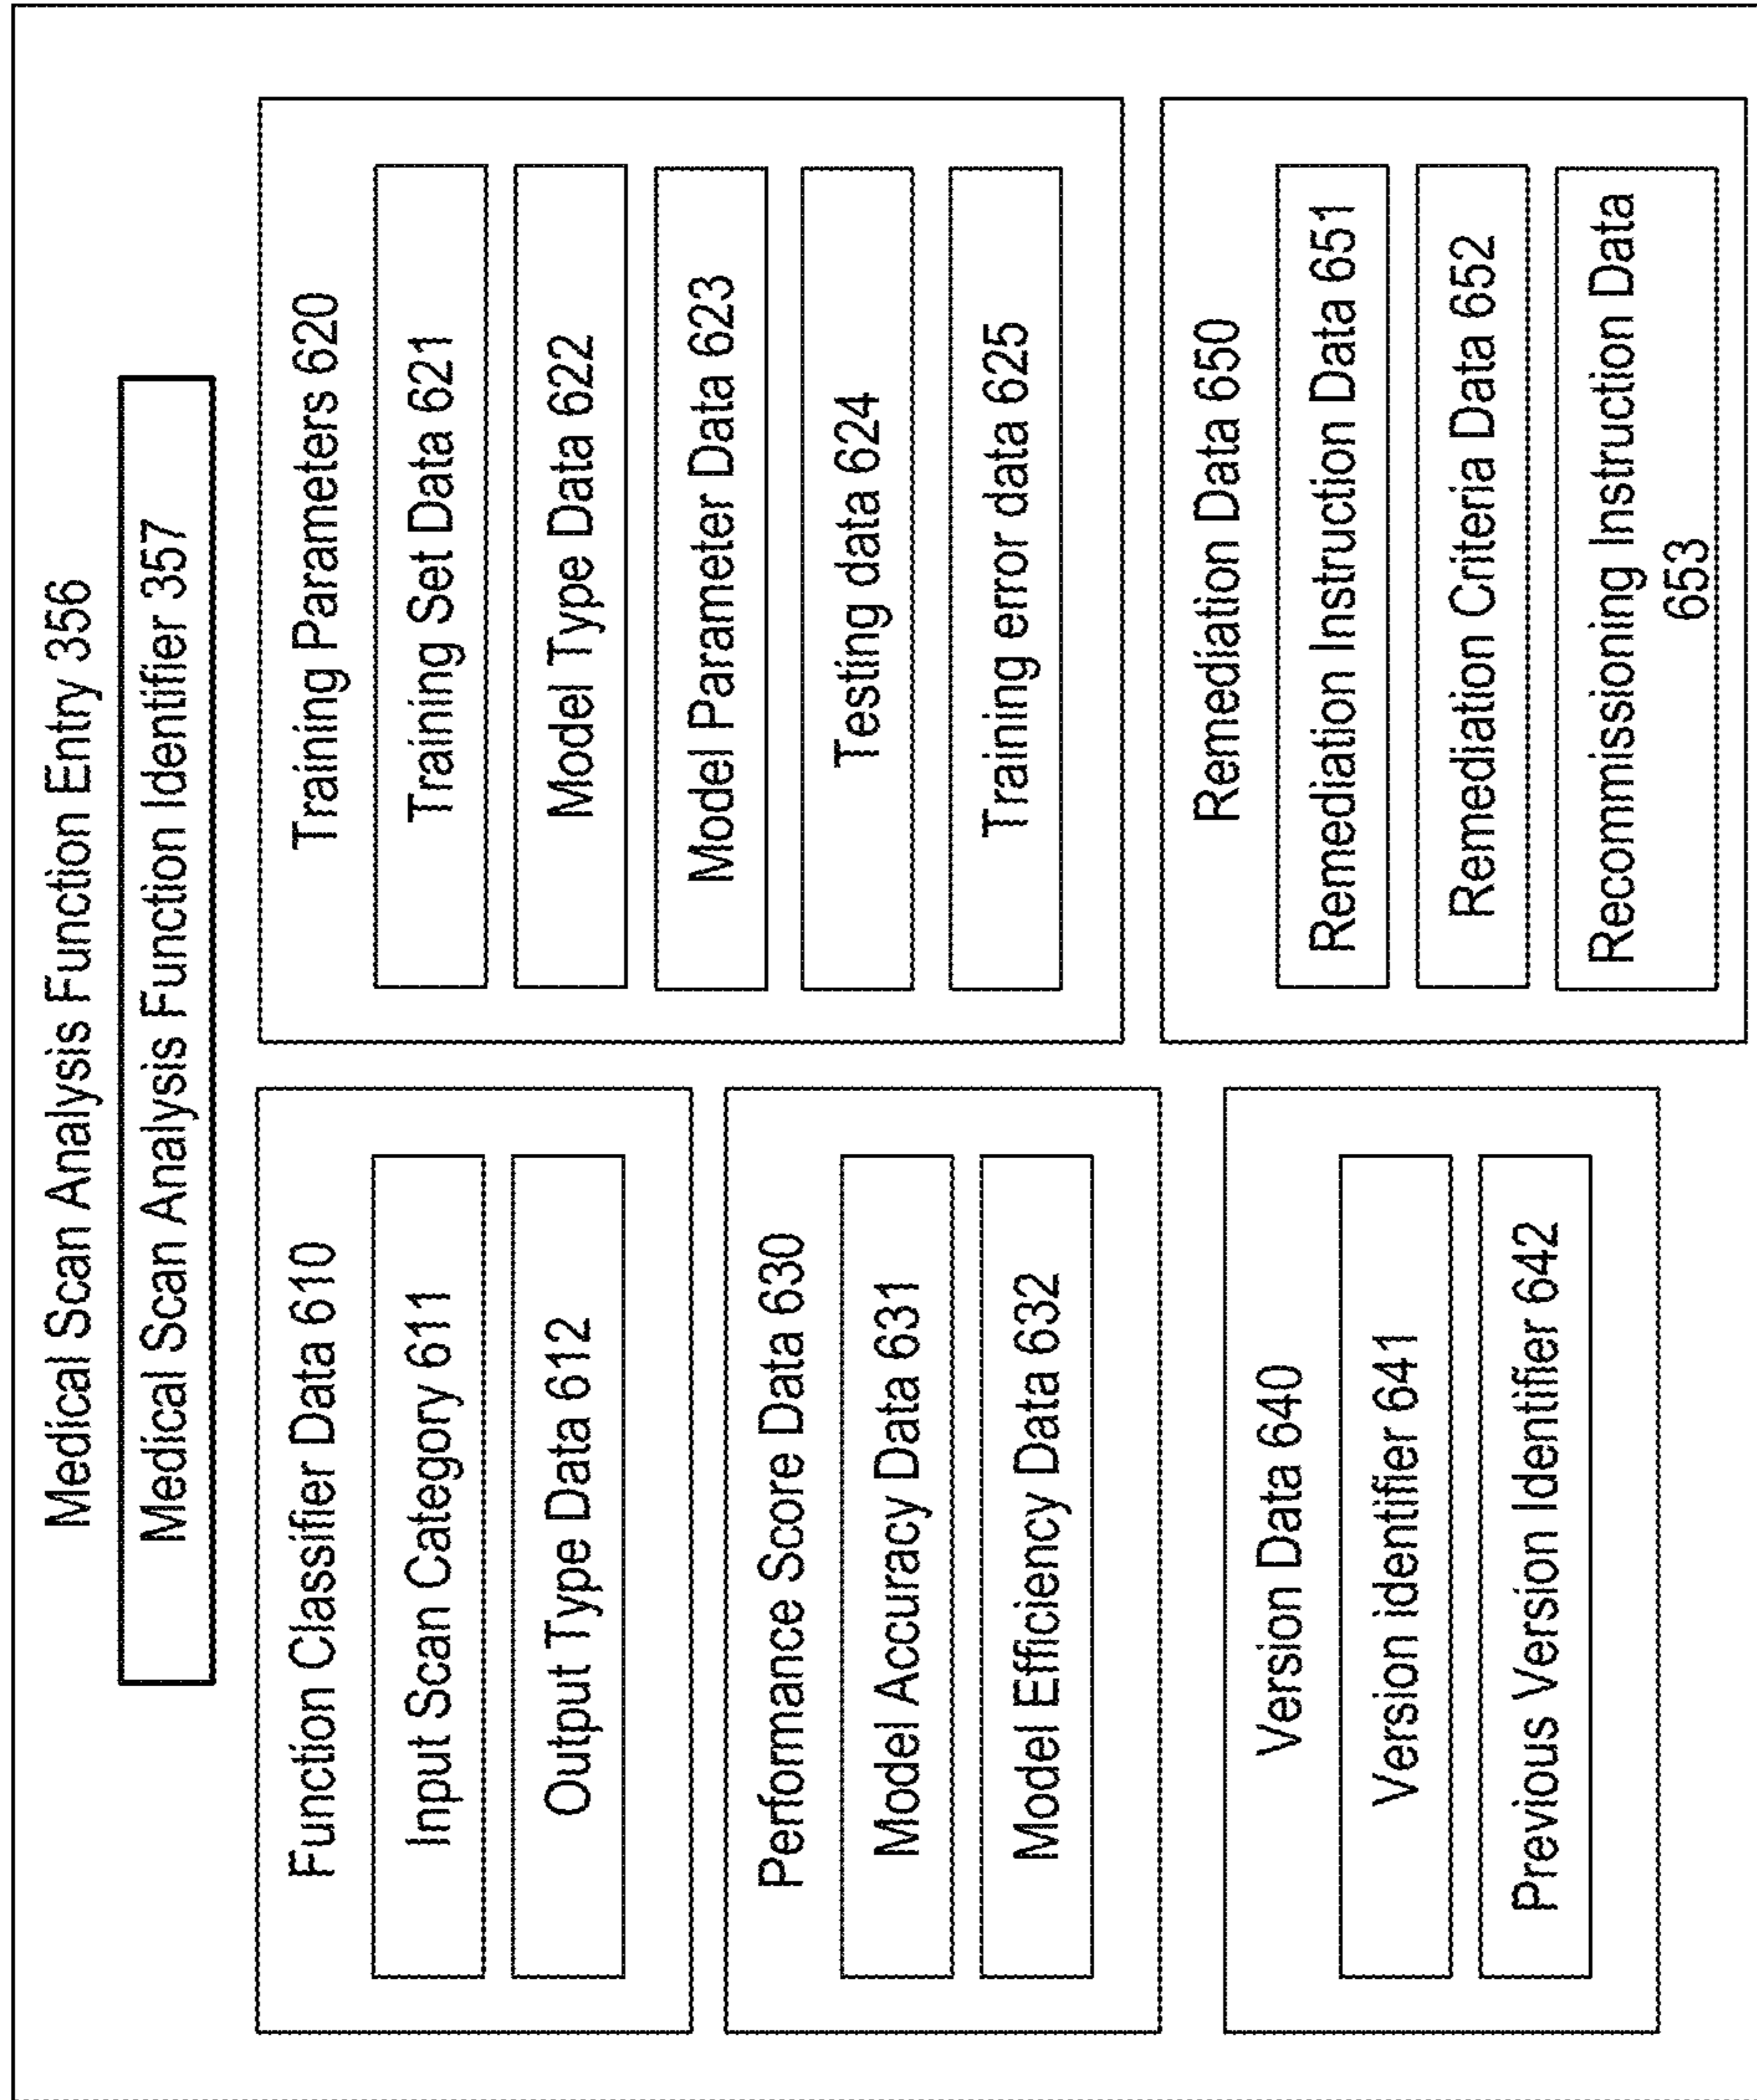 Medical Scan Analysis Function Entry 356
Medical Scan Analysis Function Identifier 357
Function Classifier Data 610
Input Scan Category 611
Output Type Data 612
Performance Score Data 630
Model Accuracy Data 631
Model Efficiency Data 632
Version Data 640
Version identifier 641
Previous Version Identifier 642
Training Parameters 620
Training Set Data 621
Model Type Data 622
Model Parameter Data 623
Testing data 624
Training error data 625
Remediation Data 650
Remediation Instruction Data 651
Remediation Criteria Data 652
Recommissioning Instruction Data
653